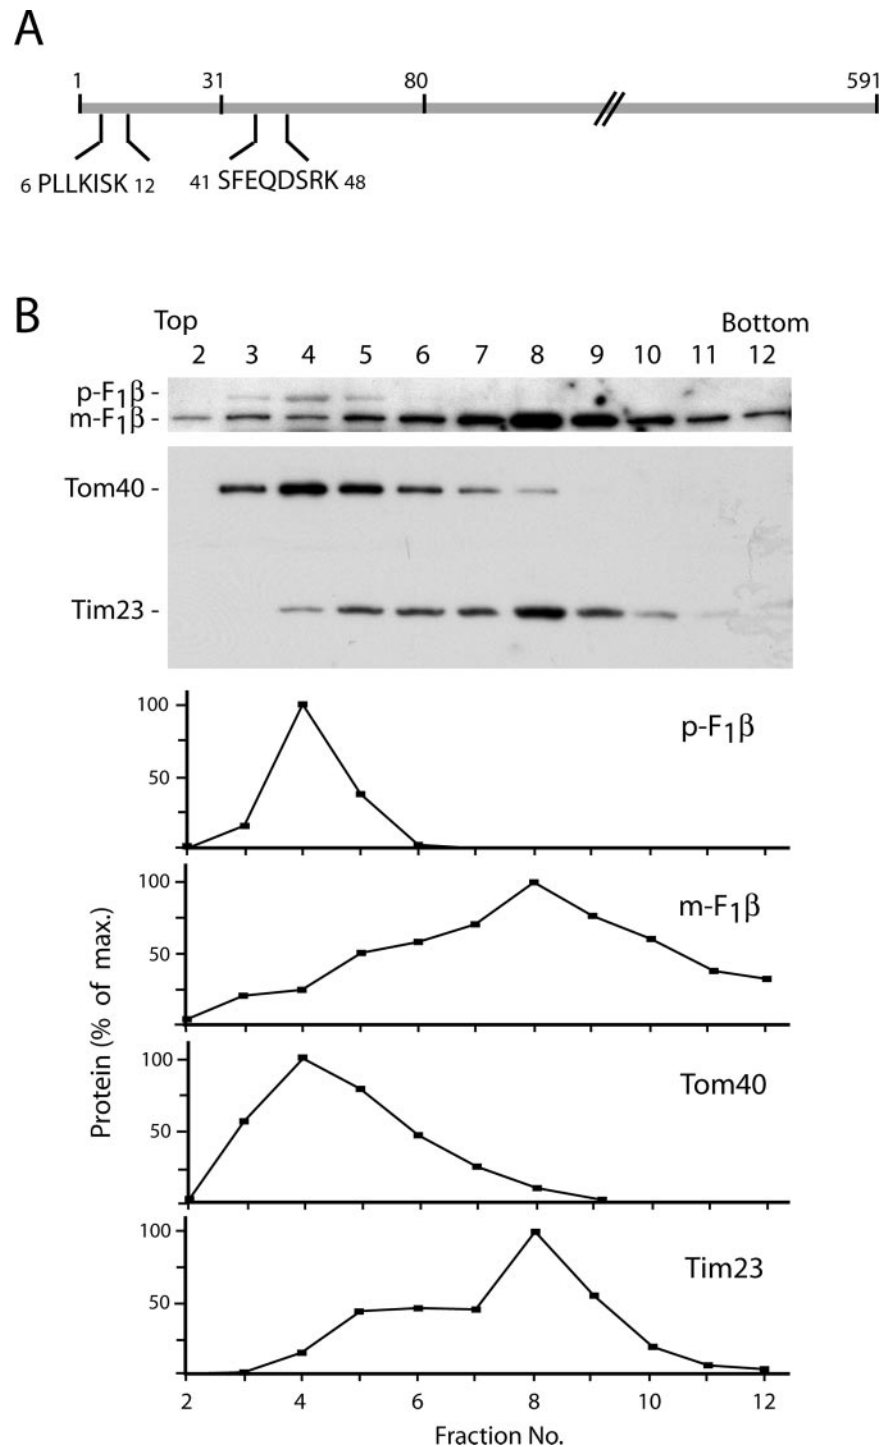 A
1 31 80 591
6 PLLKISK 12 41 SFEQDSRK 48
B
Top Bottom
2 3 4 5 6 7 8 9 10 11 12
p-F₁β -
m-F₁β -
Tom40 -
Tim23 -
100
p-F₁β
50
100
m-F₁β
50
Protein (% of max.)
100
Tom40
50
100
Tim23
50
2 4 6 8 10 12
Fraction No.